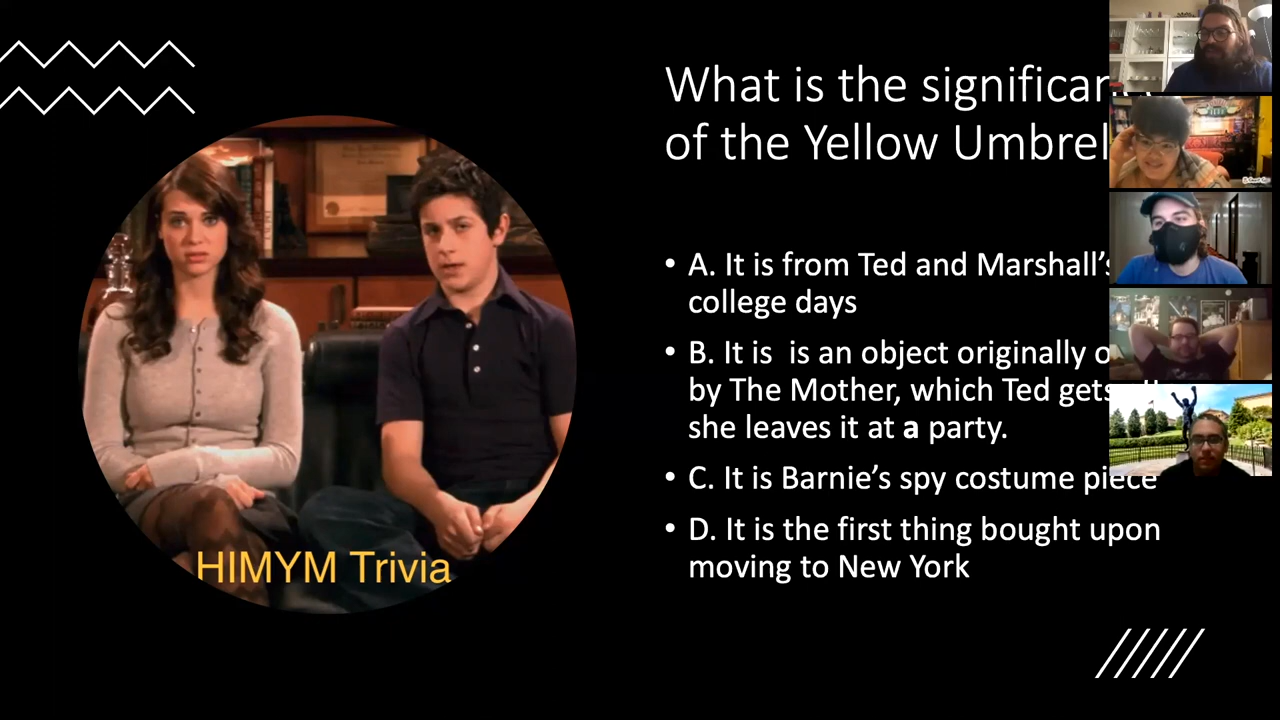 What is the
of the Yellow
• A. It is from Ted and Marshall's
college days
• B. It is is an object originally
by The Mother, which Ted gets
she leaves it at a party.
• C. It is Barnie's spy costume piece
• D. It is the first thing bought upon
moving to New York
HIMYM Trivia